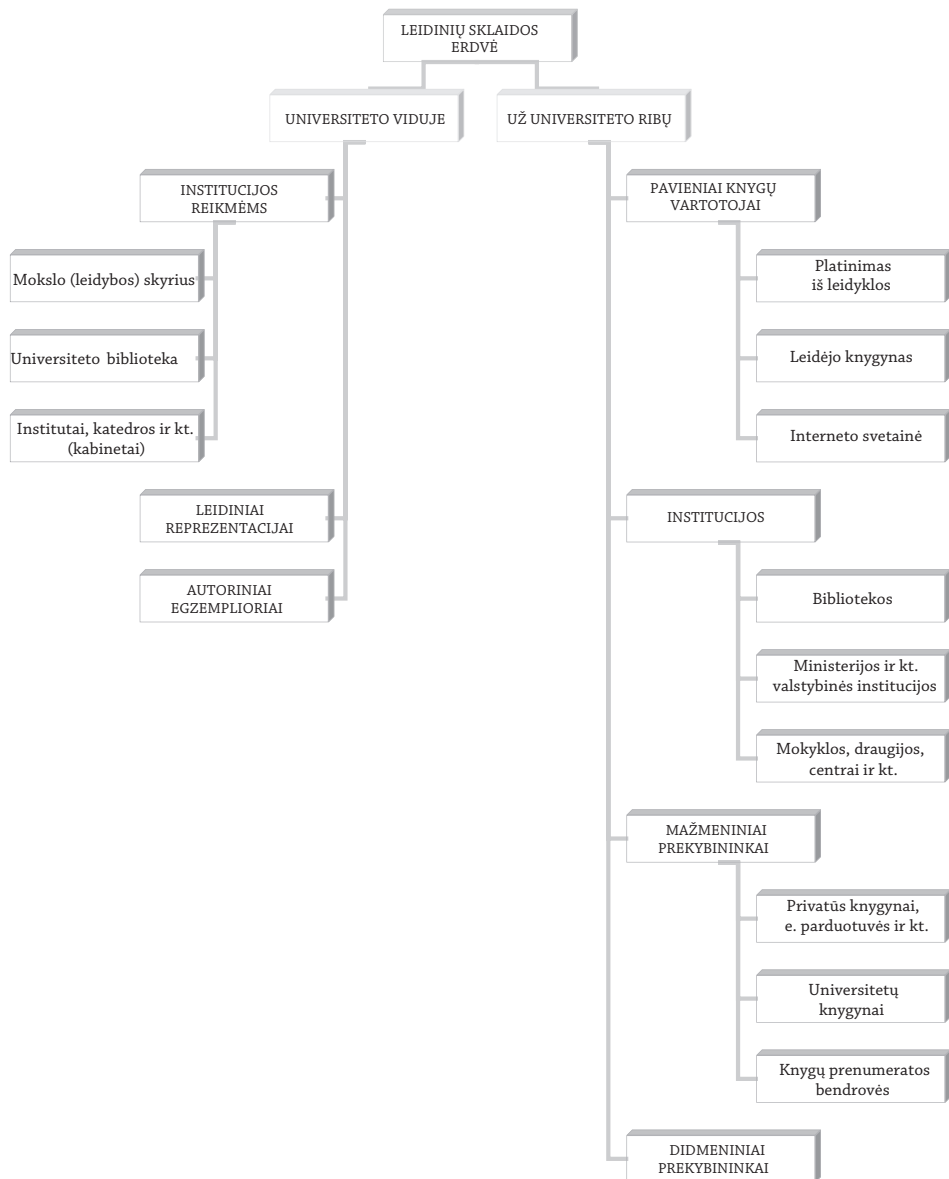 LEIDINIŲ SKLAIDOS
ERDVĖ
UNIVERSITETO VIDUJE
UŽ UNIVERSITETO RIBŲ
INSTITUCIJOS
REIKMĖMS
Mokslo (leidybos) skyrius
Universiteto biblioteka
Institutai, katedros ir kt.
(kabinetai)
LEIDINIAI
REPREZENTACIJAI
AUTORINIAI
EGZEMPLIORIAI
PAVIENIAI KNYGŲ
VARTOTOJAI
Platinimas
iš leidyklos
Leidėjo knygynas
Interneto svetainė
INSTITUCIJOS
Bibliotekos
Ministerijos ir kt.
valstybinės institucijos
Mokyklos, draugijos,
centrai ir kt.
MAŽMENINIAI
PREKYBININKAI
Privatūs knygynai,
e. parduotuvės ir kt.
Universitetų
knygynai
Knygų prenumeratos
bendrovės
DIDMENINIAI
PREKYBININKAI